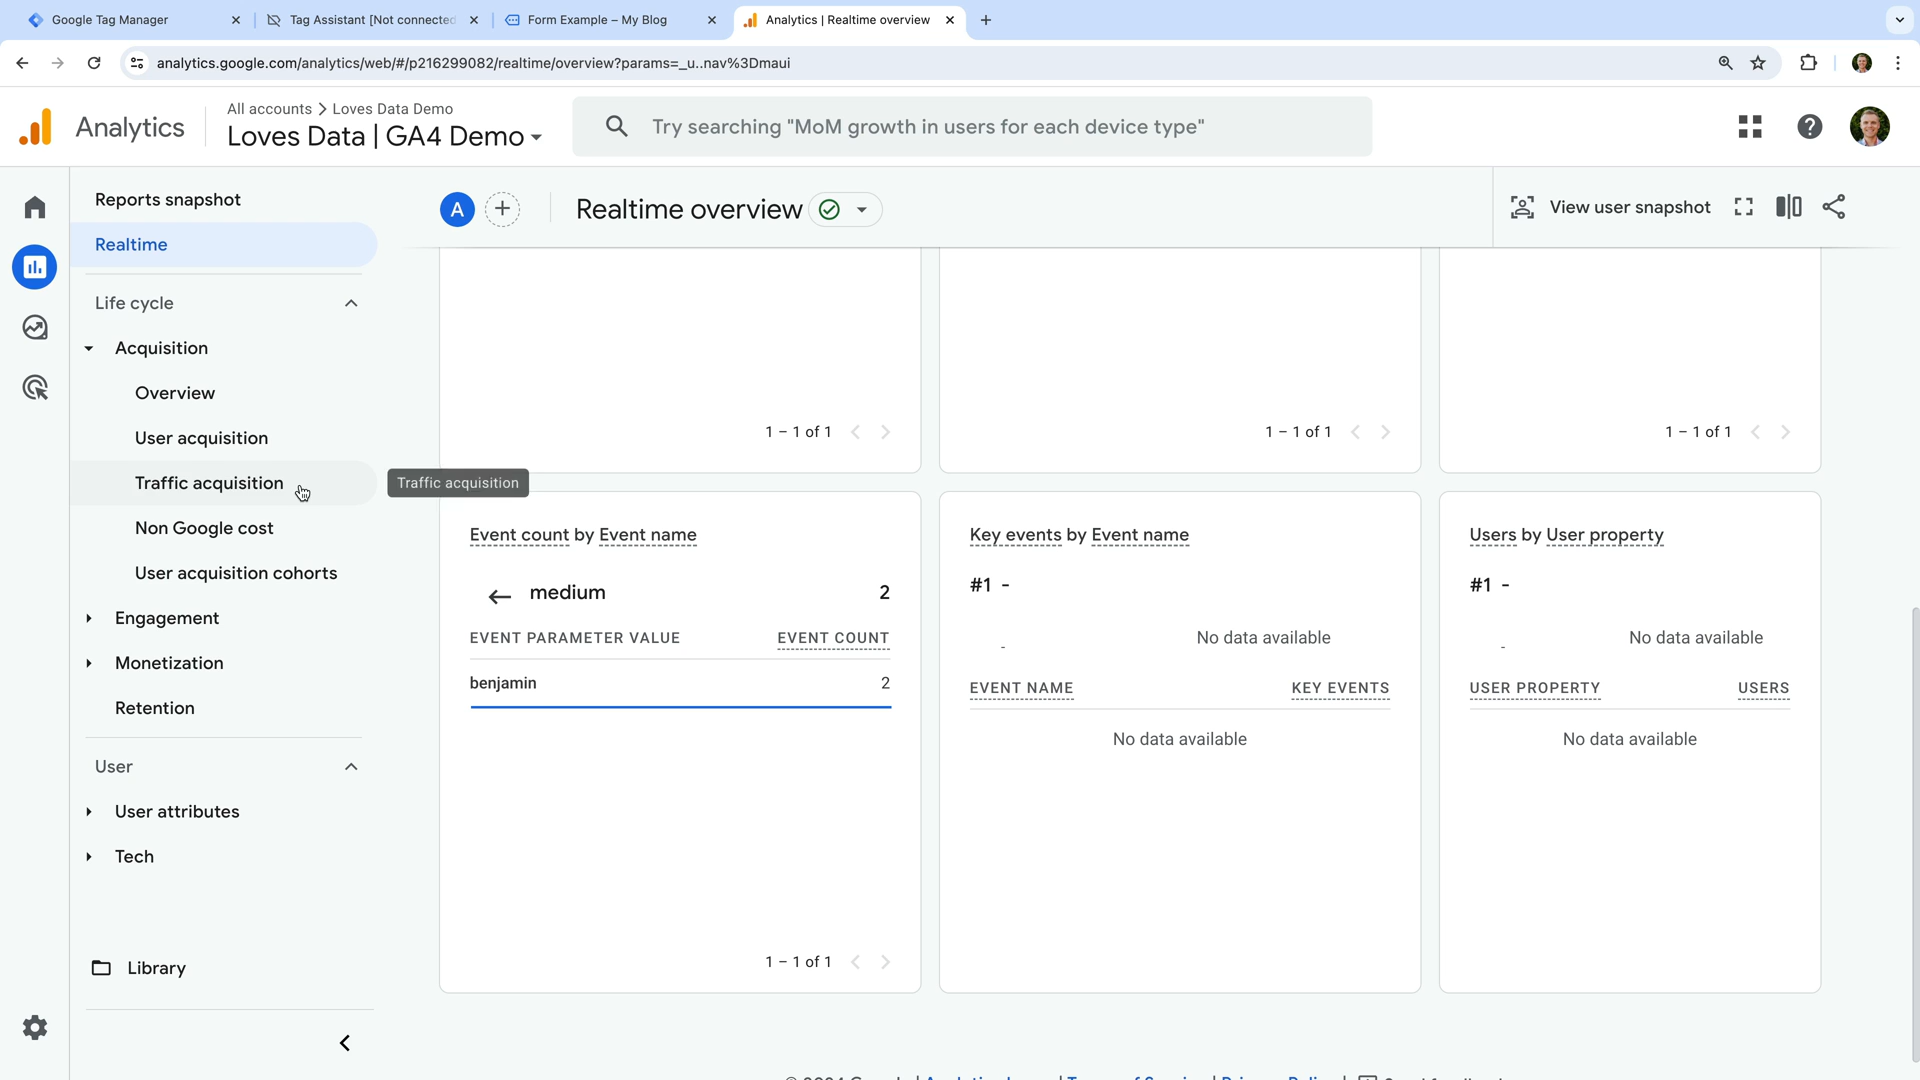 Google Tag Manager
Tag Assistant [Not connected
Form Example – My Blog
Analytics | Realtime overview
analytics.google.com/analytics/web/#/p216299082/realtime/overview?params=_u..nav%3Dmaui
Analytics
All accounts > Loves Data Demo
Loves Data | GA4 Demo
Try searching "MoM growth in users for each device type"
Reports snapshot
Realtime
Life cycle
Acquisition
Overview
User acquisition
Traffic acquisition
Non Google cost
User acquisition cohorts
Engagement
Monetization
Retention
User
User attributes
Tech
Library
A
Realtime overview
View user snapshot
1 – 1 of 1
1 – 1 of 1
1 – 1 of 1
Traffic acquisition
Event count by Event name
medium 2
EVENT PARAMETER VALUE EVENT COUNT
benjamin 2
1 – 1 of 1
Key events by Event name
#1 -
- No data available
EVENT NAME KEY EVENTS
No data available
Users by User property
#1 -
- No data available
USER PROPERTY USERS
No data available